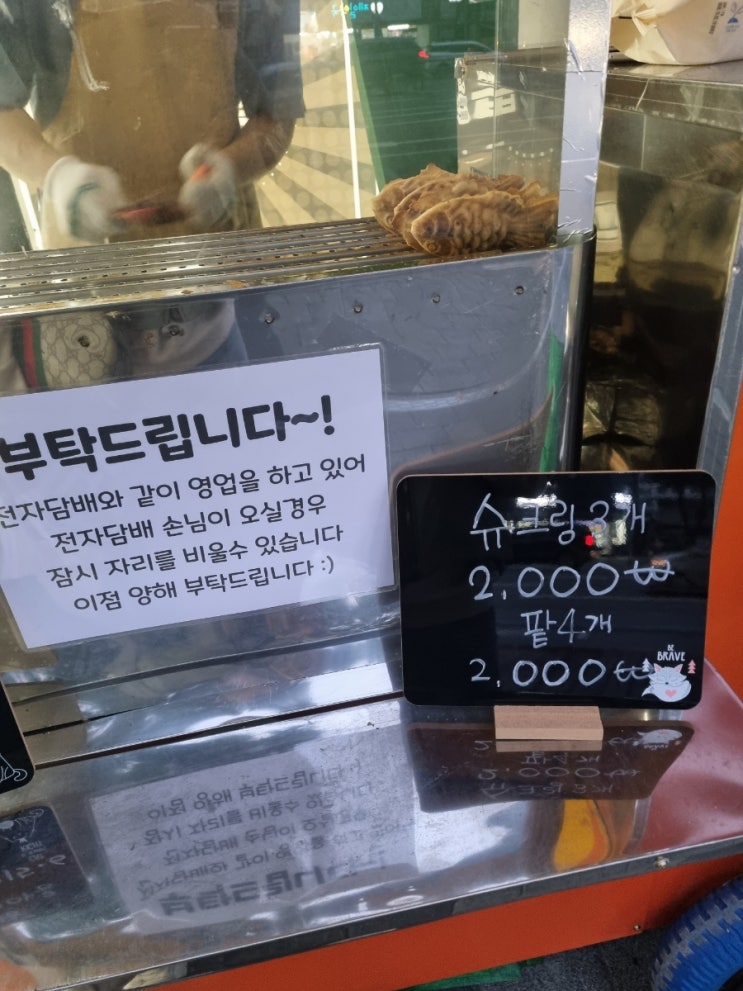 부탁드립니다~!
전자담배와 같이 영업을 하고 있어
전자담배 손님이 오실경우
잠시 자리를 비울수 있습니다
이점 양해 부탁드립니다 :)
슈크림 3개
2.000₩
팥 4개
2.000₩
BE
BRAVE